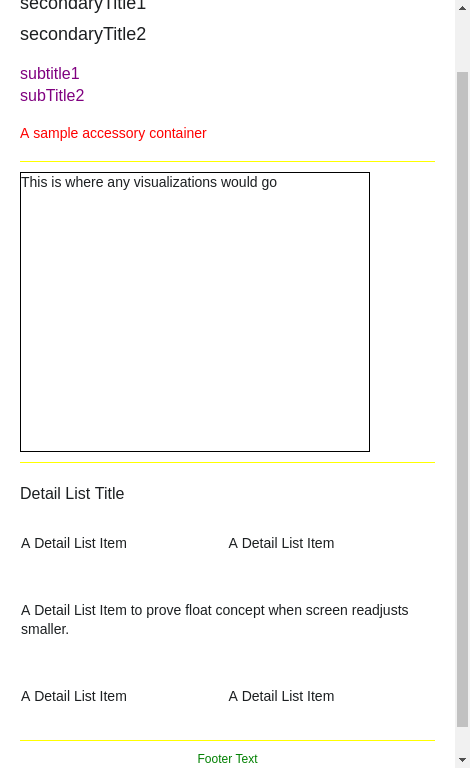 secondaryTitle1
secondaryTitle2
subtitle1
subTitle2
A sample accessory container
This is where any visualizations would go
Detail List Title
A Detail List Item
A Detail List Item
A Detail List Item to prove float concept when screen readjusts
smaller.
A Detail List Item
A Detail List Item
Footer Text